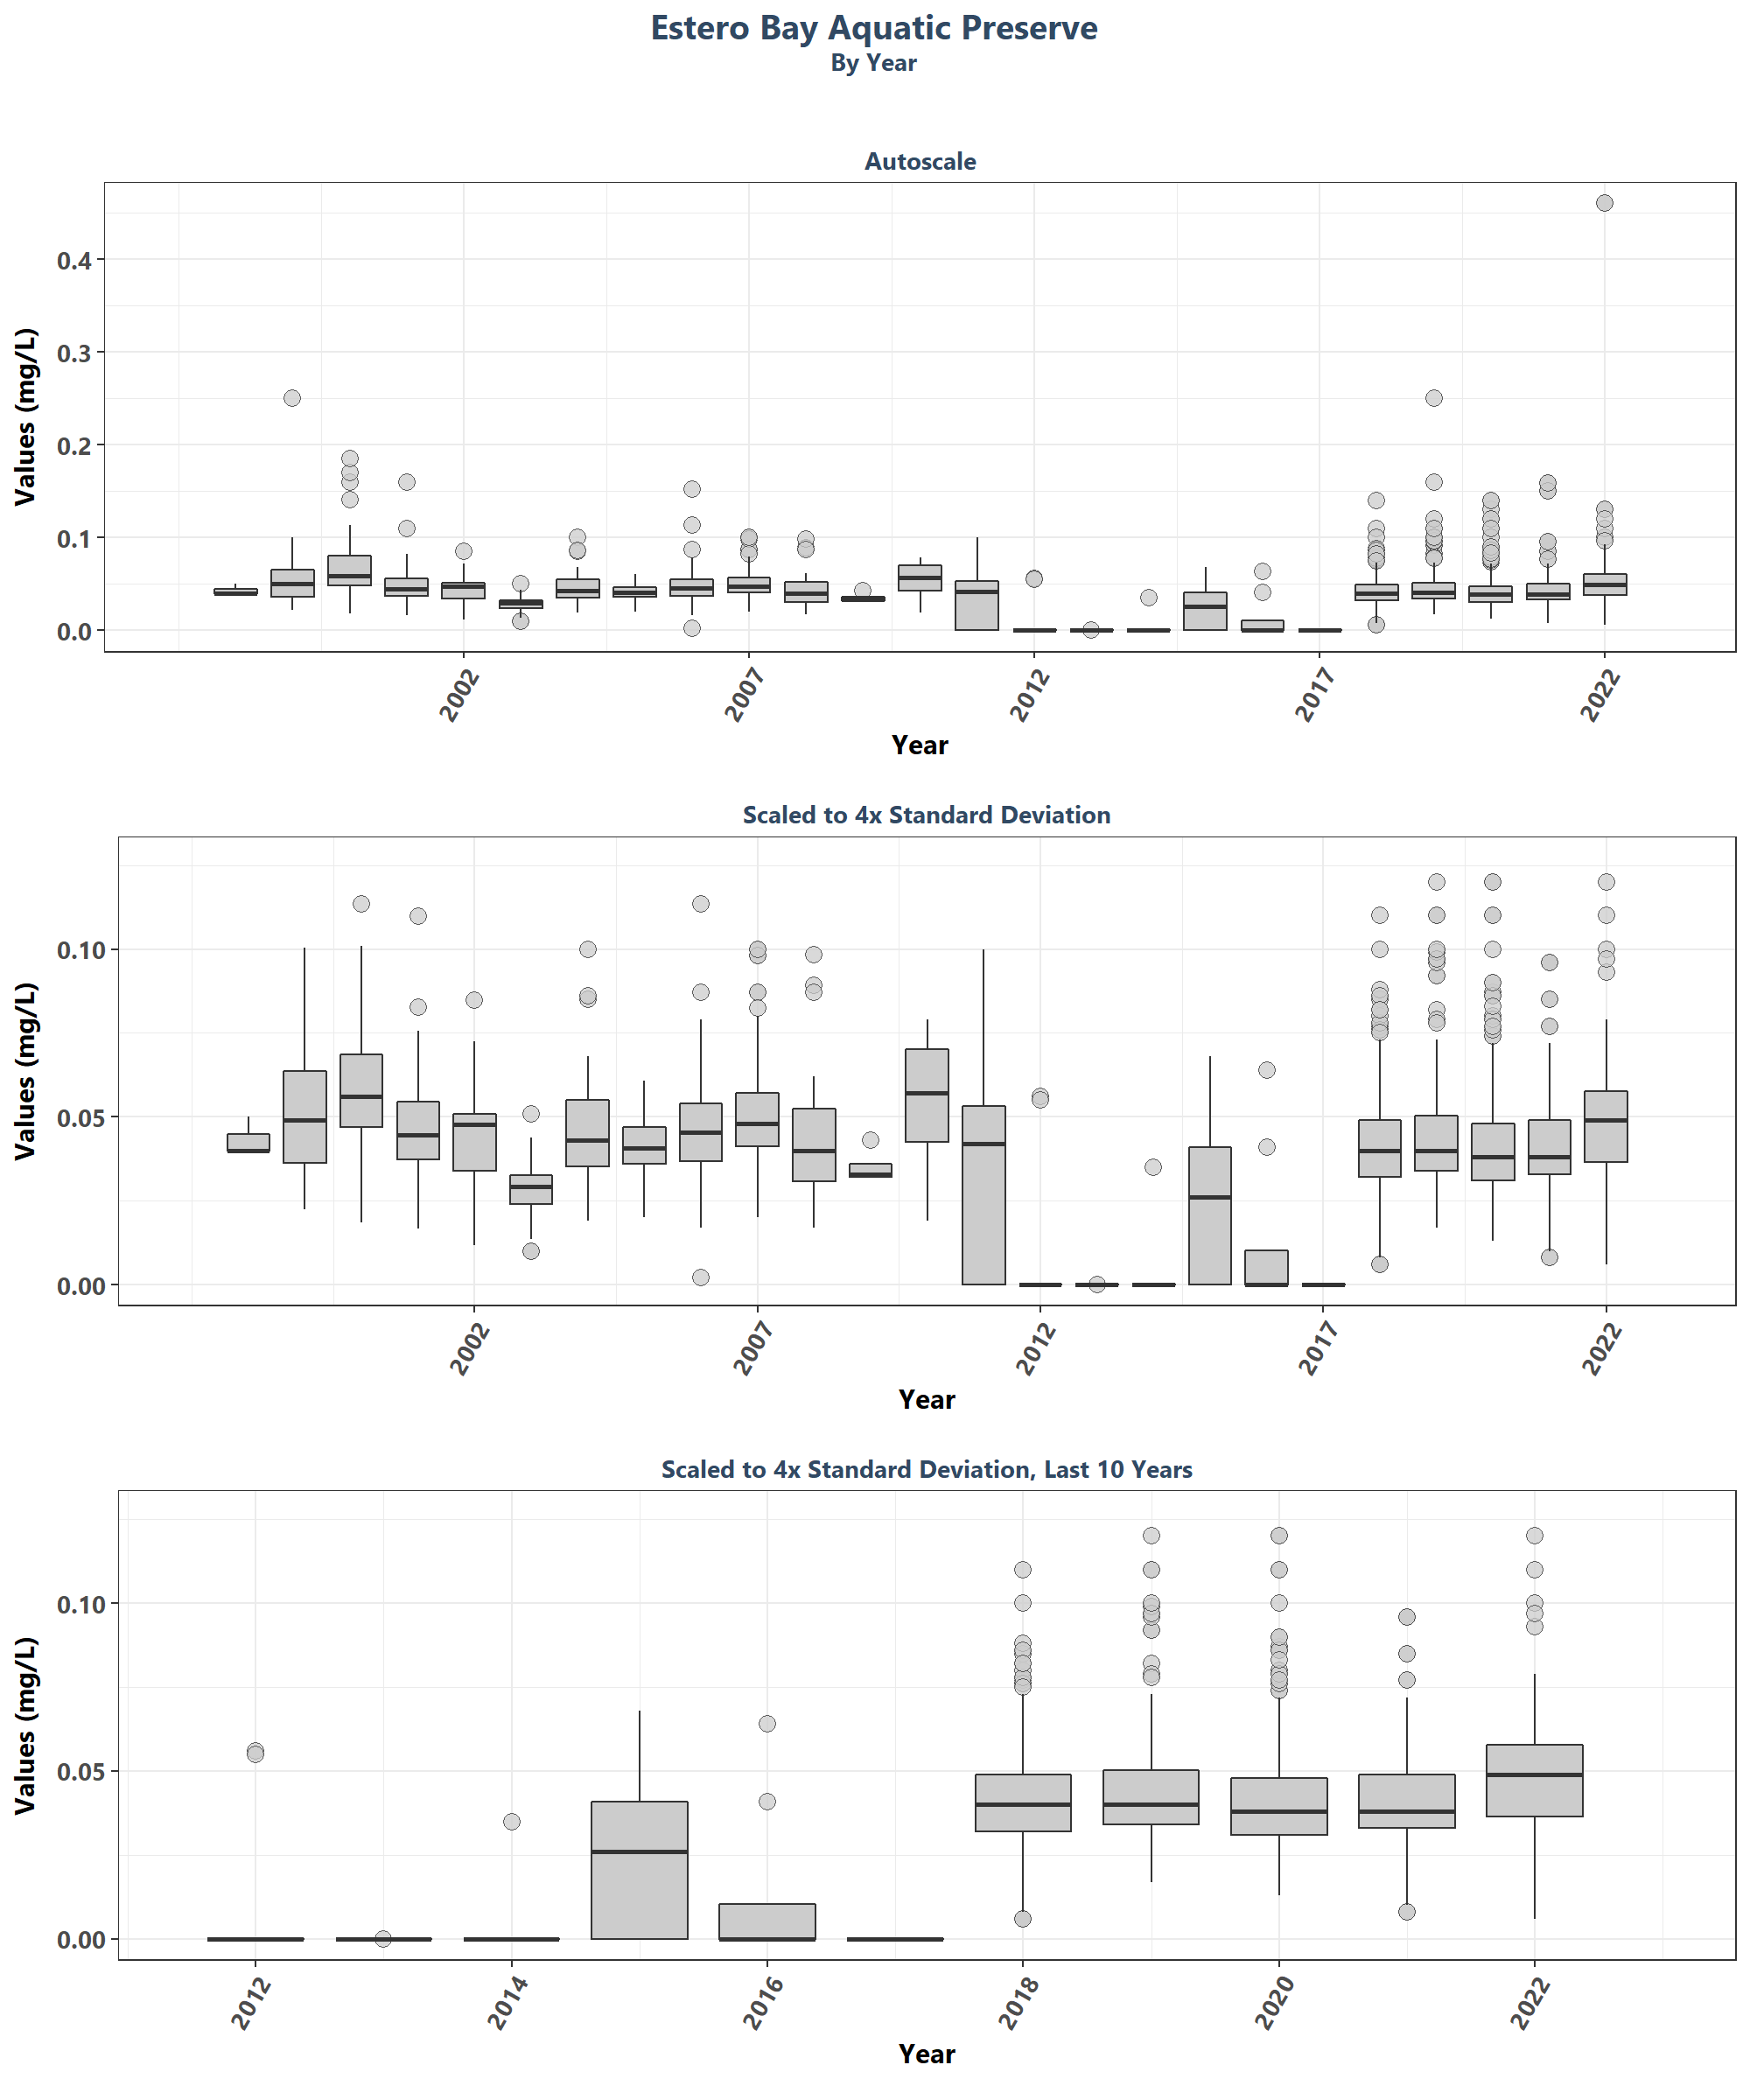 Estero Bay Aquatic Preserve
By Year
Autoscale
Values (mg/L)
0.4
0.3
0.2
0.1
0.0
2002 2007 2012 2017 2022
Year
Scaled to 4x Standard Deviation
Values (mg/L)
0.10
0.05
0.00
2002 2007 2012 2017 2022
Year
Scaled to 4x Standard Deviation, Last 10 Years
Values (mg/L)
0.10
0.05
0.00
2012 2014 2016 2018 2020 2022
Year